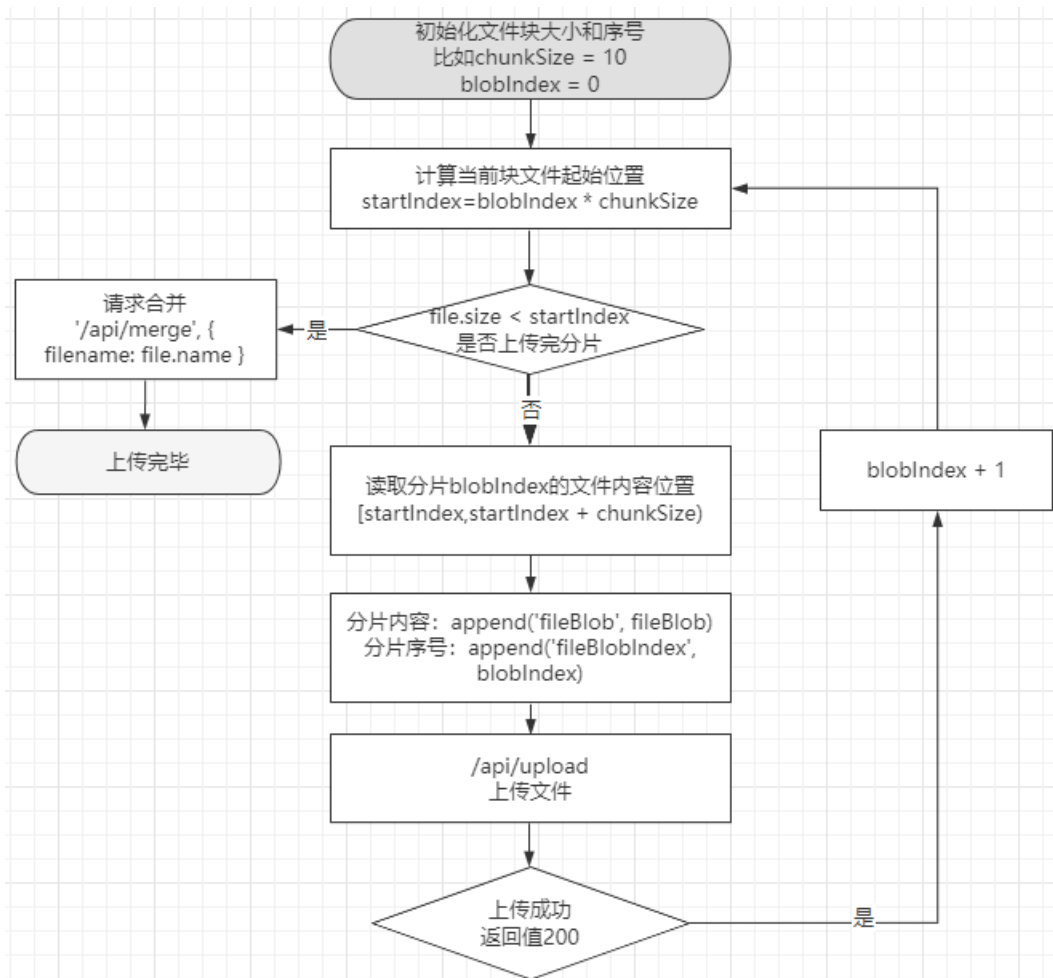 初始化文件块大小和序号
比如chunkSize = 10
blobIndex = 0
计算当前块文件起始位置
startIndex=blobIndex * chunkSize
file.size < startIndex
是否上传完分片
是
请求合并
'/api/merge', {
filename: file.name }
上传完毕
否
读取分片blobIndex的文件内容位置
[startIndex,startIndex + chunkSize)
分片内容：append('fileBlob', fileBlob)
分片序号：append('fileBlobIndex',
blobIndex)
/api/upload
上传文件
上传成功
返回值200
是
blobIndex + 1